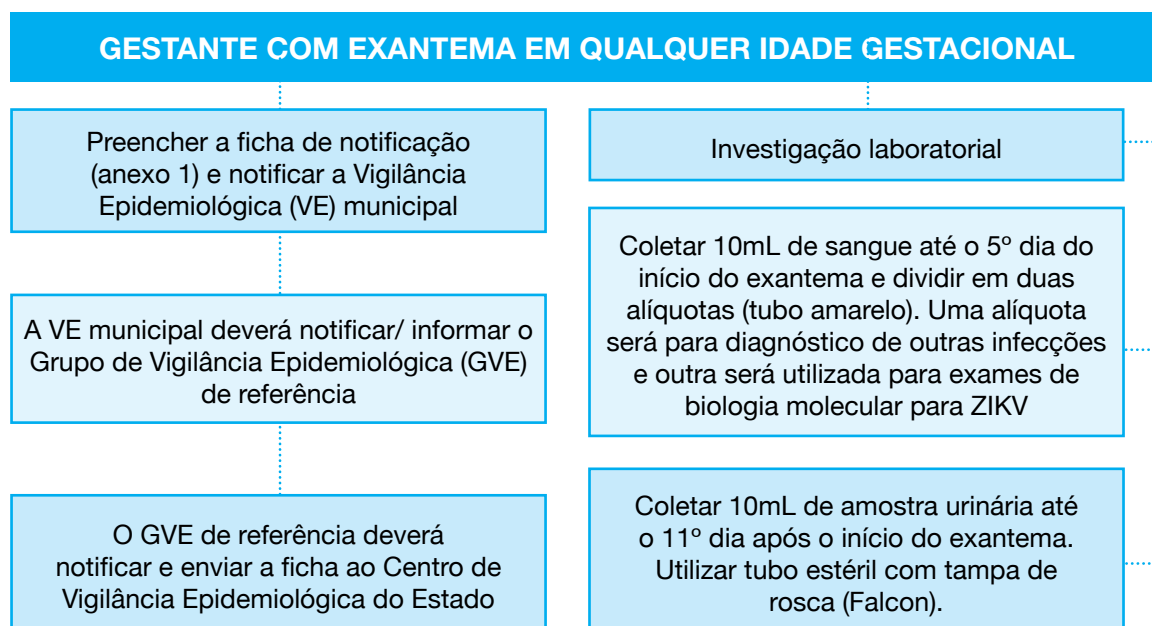 GESTANTE COM EXANTEMA EM QUALQUER IDADE GESTACIONAL
Preencher a ficha de notificação
(anexo 1) e notificar a Vigilância
Epidemiológica (VE) municipal
A VE municipal deverá notificar/ informar o
Grupo de Vigilância Epidemiológica (GVE)
de referência
O GVE de referência deverá
notificar e enviar a ficha ao Centro de
Vigilância Epidemiológica do Estado
Investigação laboratorial
Coletar 10mL de sangue até o 5º dia do
início do exantema e dividir em duas
alíquotas (tubo amarelo). Uma alíquota
será para diagnóstico de outras infecções
e outra será utilizada para exames de
biologia molecular para ZIKV
Coletar 10mL de amostra urinária até
o 11º dia após o início do exantema.
Utilizar tubo estéril com tampa de
rosca (Falcon).